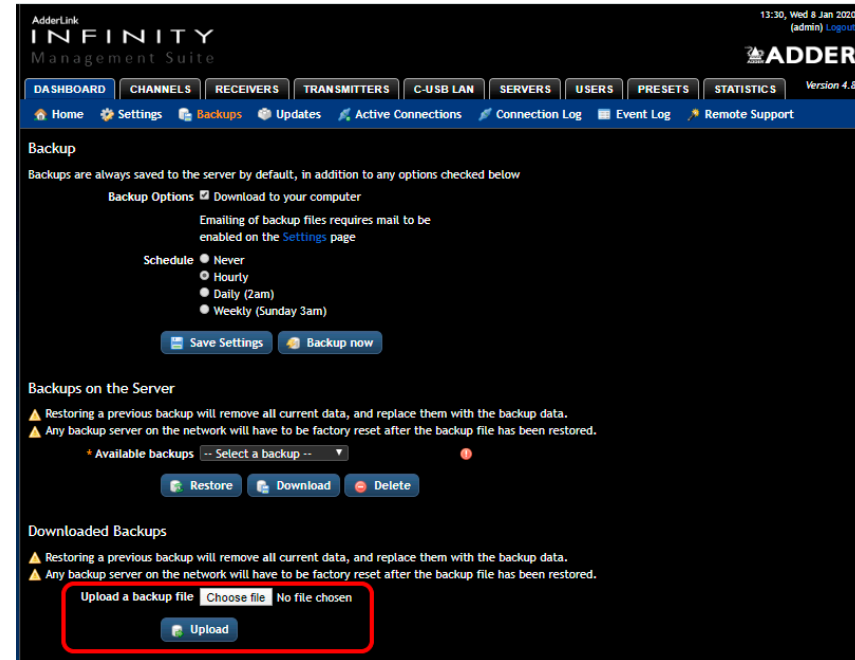 AdderLink
INFINITY
Management Suite
13:30, Wed 8 Jan 2020
(admin) Logout
ADDER
DASHBOARD CHANNELS RECEIVERS TRANSMITTERS C-USB LAN SERVERS USERS PRESETS STATISTICS Version 4.8
Home Settings Backups Updates Active Connections Connection Log Event Log Remote Support
Backup
Backups are always saved to the server by default, in addition to any options checked below
Backup Options Download to your computer
Emailing of backup files requires mail to be
enabled on the Settings page
Schedule Never
Hourly
Daily (2am)
Weekly (Sunday 3am)
Save Settings Backup now
Backups on the Server
Restoring a previous backup will remove all current data, and replace them with the backup data.
Any backup server on the network will have to be factory reset after the backup file has been restored.
* Available backups -- Select a backup --
Restore Download Delete
Downloaded Backups
Restoring a previous backup will remove all current data, and replace them with the backup data.
Any backup server on the network will have to be factory reset after the backup file has been restored.
Upload a backup file Choose file No file chosen
Upload